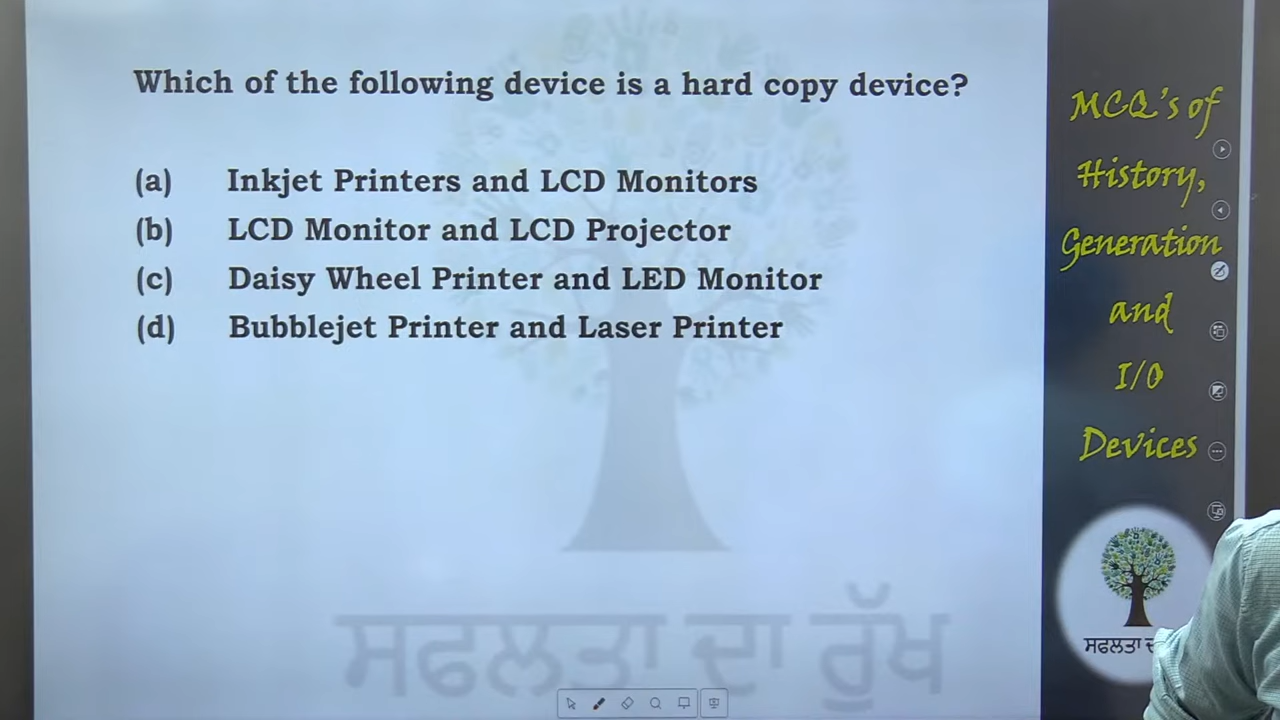 Which of the following device is a hard copy device?
(a) Inkjet Printers and LCD Monitors
(b) LCD Monitor and LCD Projector
(c) Daisy Wheel Printer and LED Monitor
(d) Bubblejet Printer and Laser Printer
ਸਫਲਤਾ ਦਾ ਰੁੱਖ
MCQ's of
History,
Generation
and
I/O
Devices
ਸਫਲਤਾ